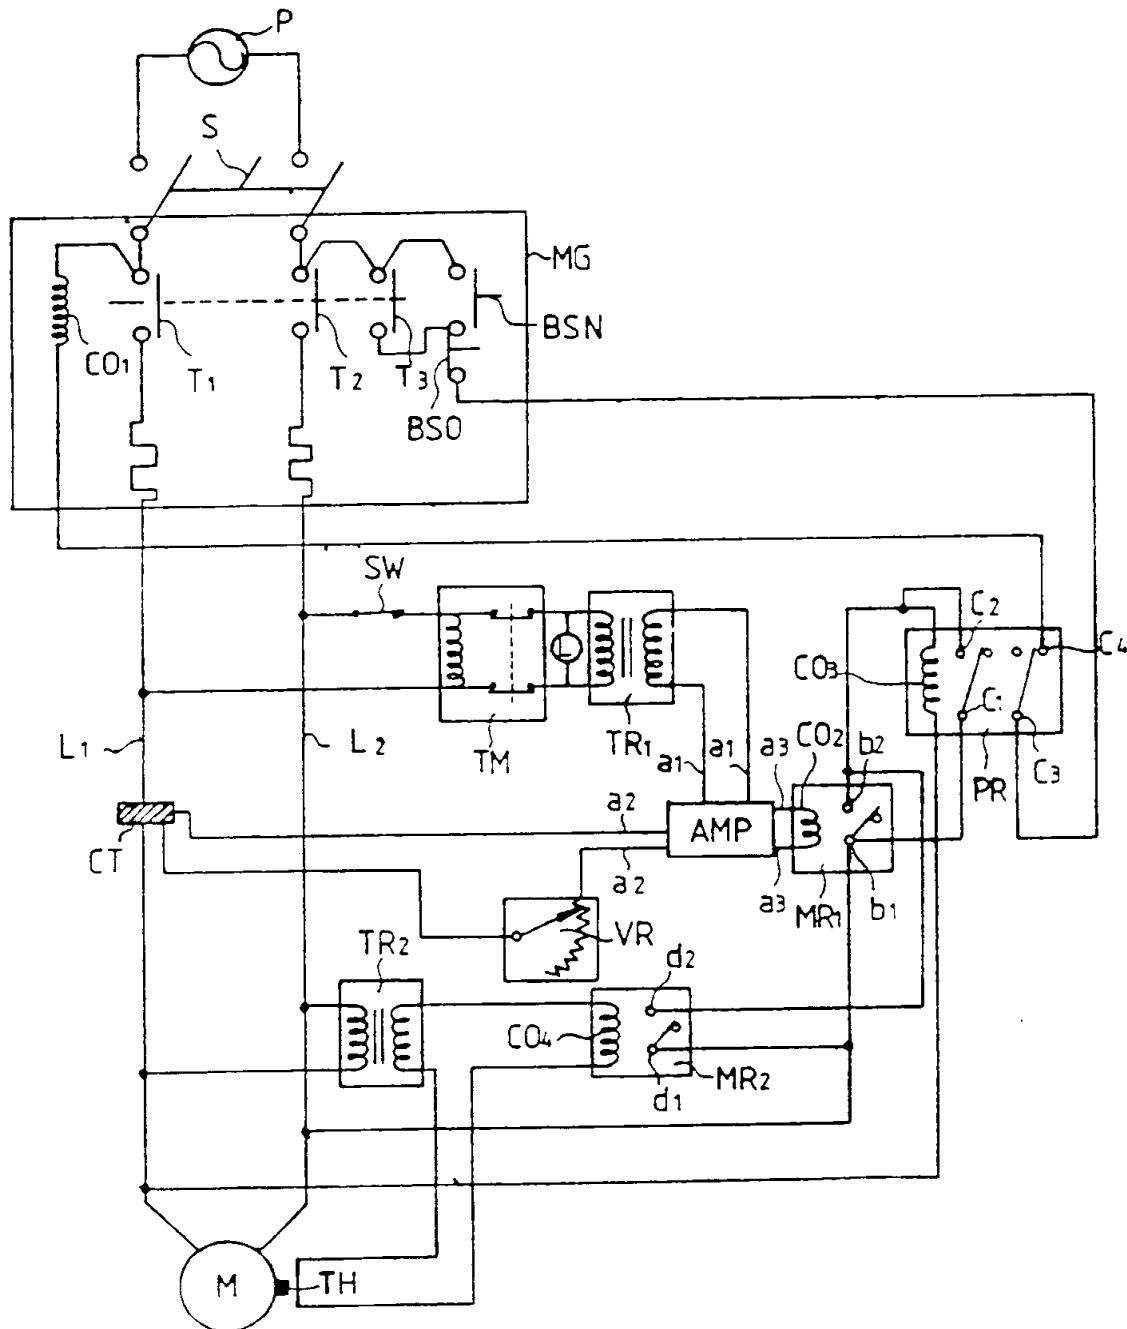 P
S
MG
CO1
T1
T2
T3
BSN
BSO
SW
C2
C4
CO3
C1
L1
L2
TM
TR1
a1
a1
a3
CO2
b2
PR
C3
CT
a2
AMP
a2
a3
MR1
b1
TR2
VR
d2
CO4
d1
MR2
M
TH
L